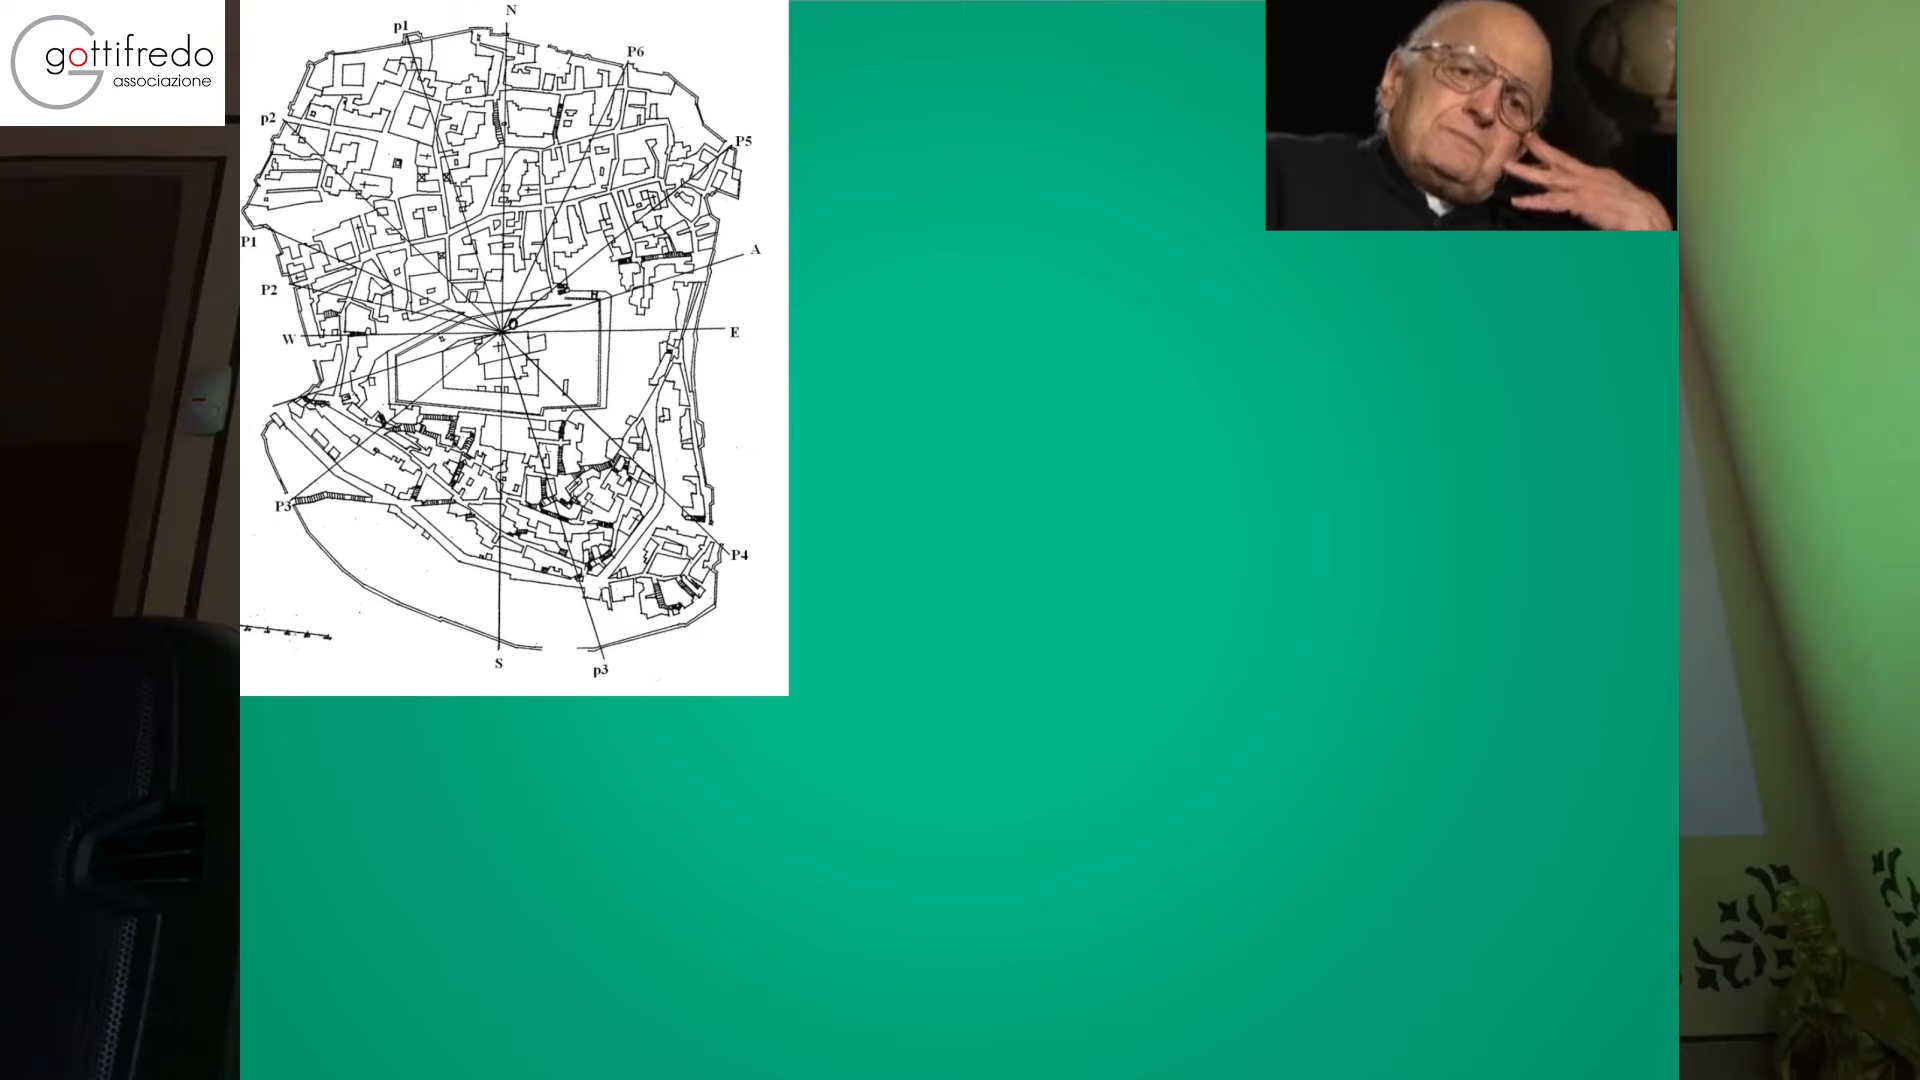 gottifredo
associazione
N
p1
P6
p2
P5
P1
A
P2
O
W
E
P3
P4
S
p3